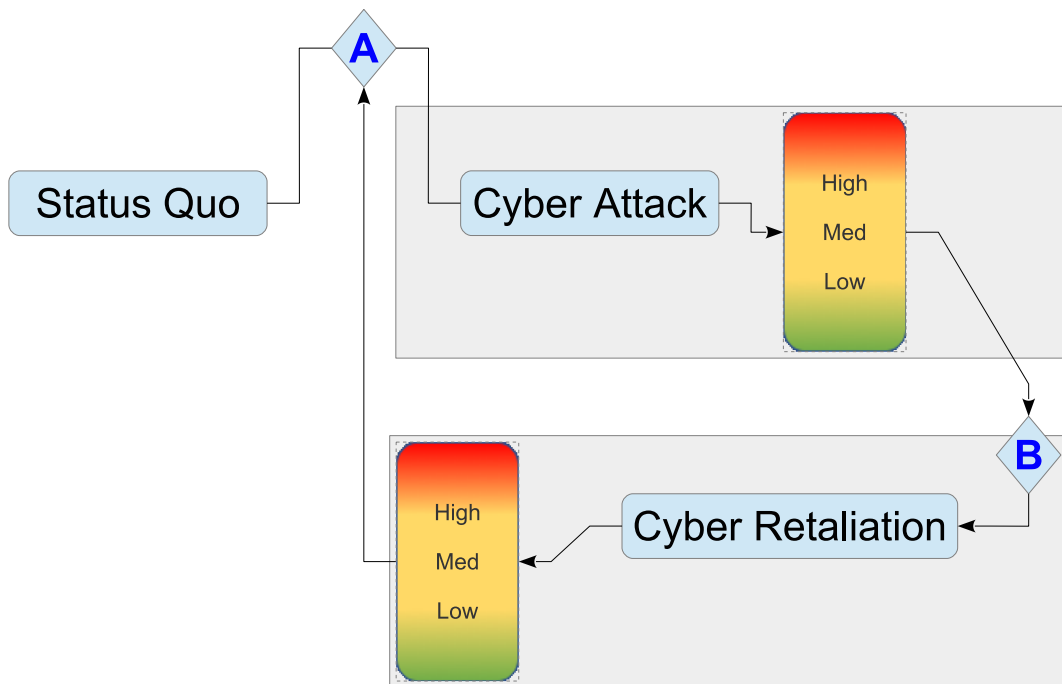 A
Status Quo
Cyber Attack
High
Med
Low
B
Cyber Retaliation
High
Med
Low